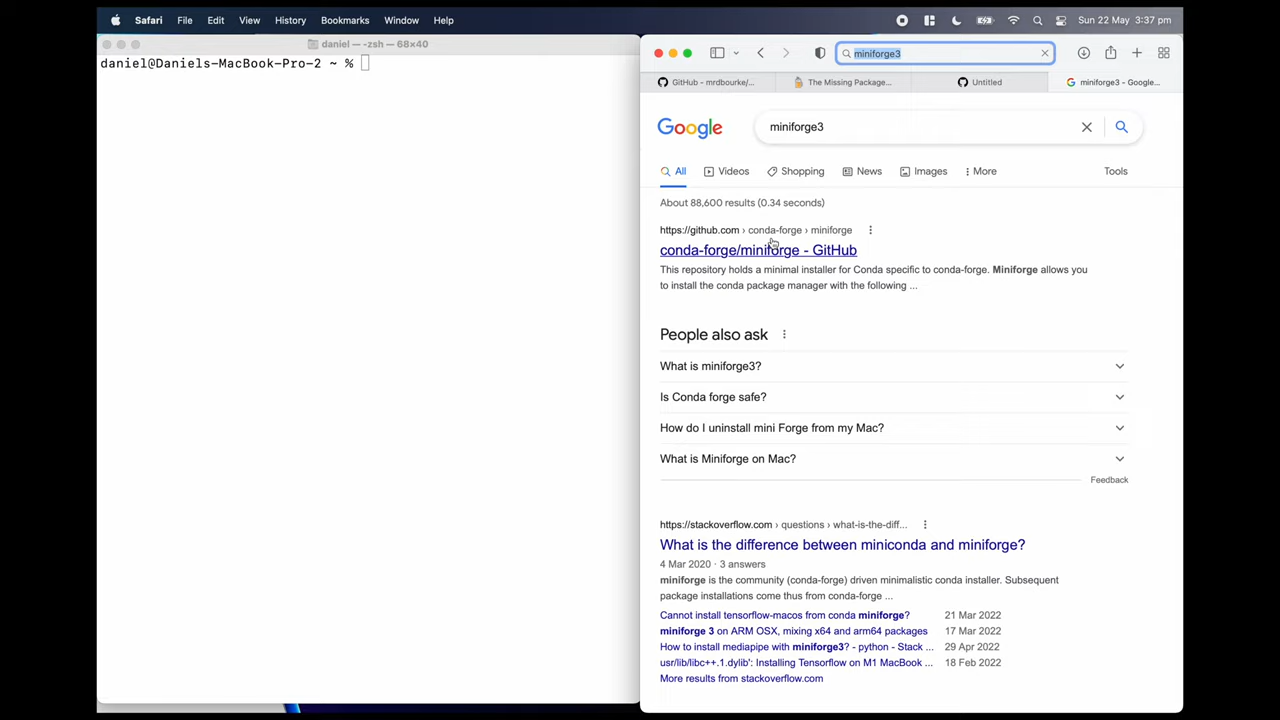 Safari File Edit View History Bookmarks Window Help Sun 22 May 3:37 pm
daniel — -zsh — 68×40
daniel@Daniels-MacBook-Pro-2 ~ %
miniforge3
GitHub - mrdbourke/... The Missing Package... Untitled miniforge3 - Google...
Google miniforge3
All Videos Shopping News Images More Tools
About 88,600 results (0.34 seconds)
https://github.com › conda-forge › miniforge
conda-forge/miniforge - GitHub
This repository holds a minimal installer for Conda specific to conda-forge. Miniforge allows you
to install the conda package manager with the following ...
People also ask
What is miniforge3?
Is Conda forge safe?
How do I uninstall mini Forge from my Mac?
What is Miniforge on Mac?
Feedback
https://stackoverflow.com › questions › what-is-the-diff...
What is the difference between miniconda and miniforge?
4 Mar 2020 · 3 answers
miniforge is the community (conda-forge) driven minimalistic conda installer. Subsequent
package installations come thus from conda-forge ...
Cannot install tensorflow-macos from conda miniforge? 21 Mar 2022
miniforge 3 on ARM OSX, mixing x64 and arm64 packages 17 Mar 2022
How to install mediapipe with miniforge3? - python - Stack ... 29 Apr 2022
usr/lib/libc++.1.dylib': Installing Tensorflow on M1 MacBook ... 18 Feb 2022
More results from stackoverflow.com